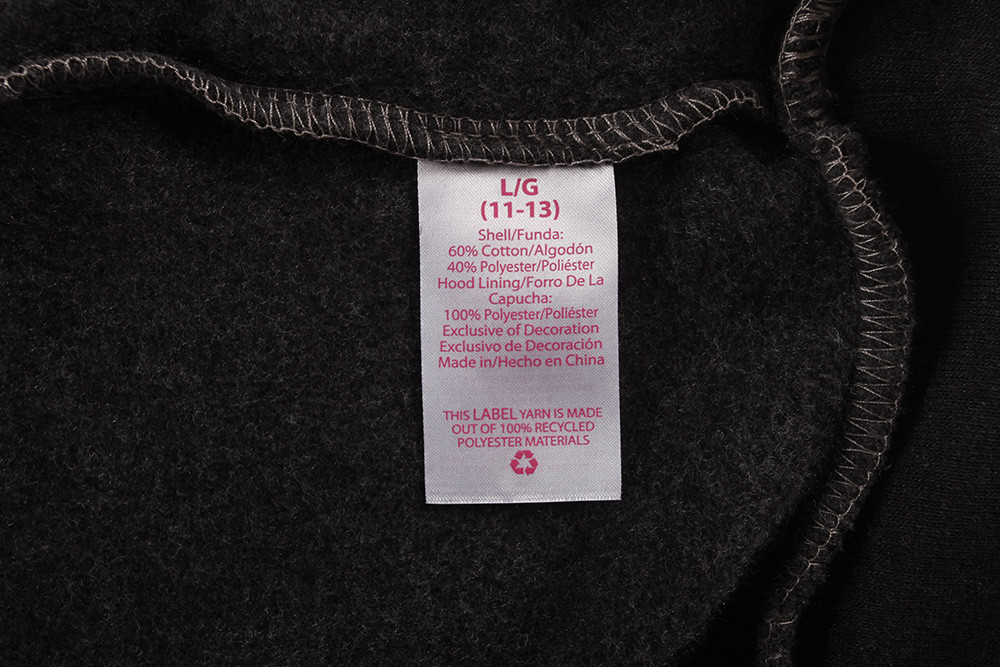 L/G
(11-13)
Shell/Funda:
60% Cotton/Algodón
40% Polyester/Poliéster
Hood Lining/Forro De La
Capucha:
100% Polyester/Poliéster
Exclusive of Decoration
Exclusivo de Decoración
Made in/Hecho en China
THIS LABEL YARN IS MADE
OUT OF 100% RECYCLED
POLYESTER MATERIALS